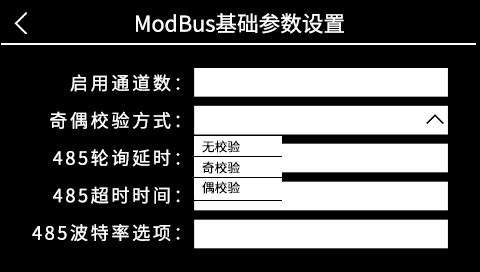 ModBus基础参数设置
启用通道数：
奇偶校验方式：
无校验
485轮询延时：
奇校验
偶校验
485超时时间：
485波特率选项：